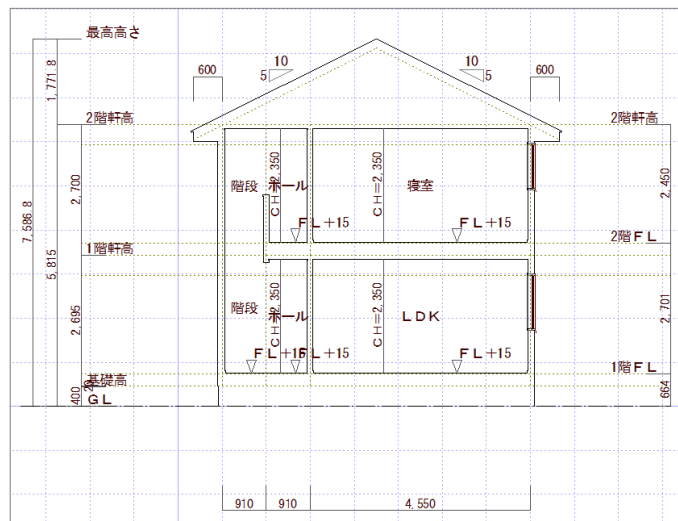 最高高さ
600
10
5
10
5
600
1,771.8
2階軒高
2階軒高
7,586.8
5,815
2,700
階段
ホール
CH=2,350
CH=2,350
寝室
2,450
FL+15
FL+15
1階軒高
2階FL
2,695
階段
ホール
CH=2,350
CH=2,350
LDK
2,701
FL+15
FL+15
FL+15
1階FL
基礎高
400
20
GL
664
910
910
4,550